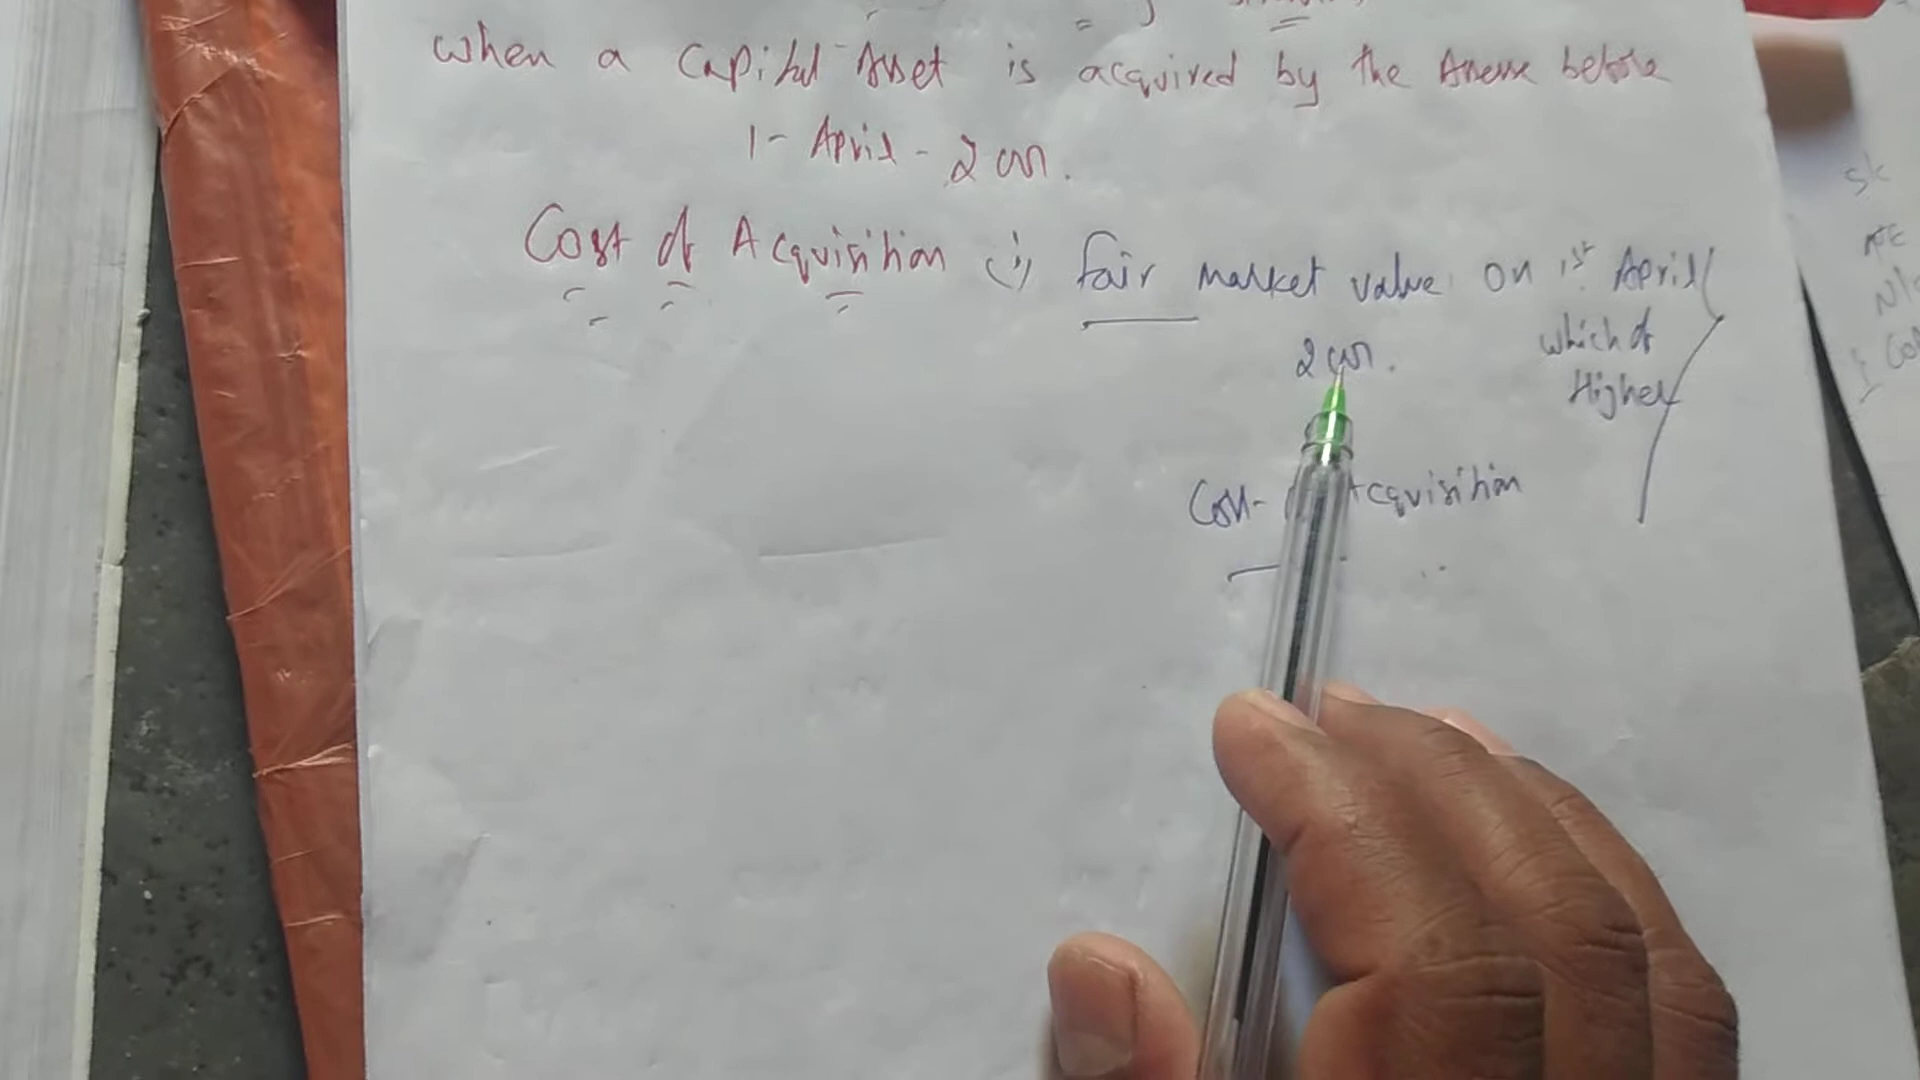 When a Capital Asset is acquired by the Assesse before
1 - April - 2001.
Cost of Acquisition (i) fair market value on 1st April
2001.
which of
Higher
Cost Acquisition